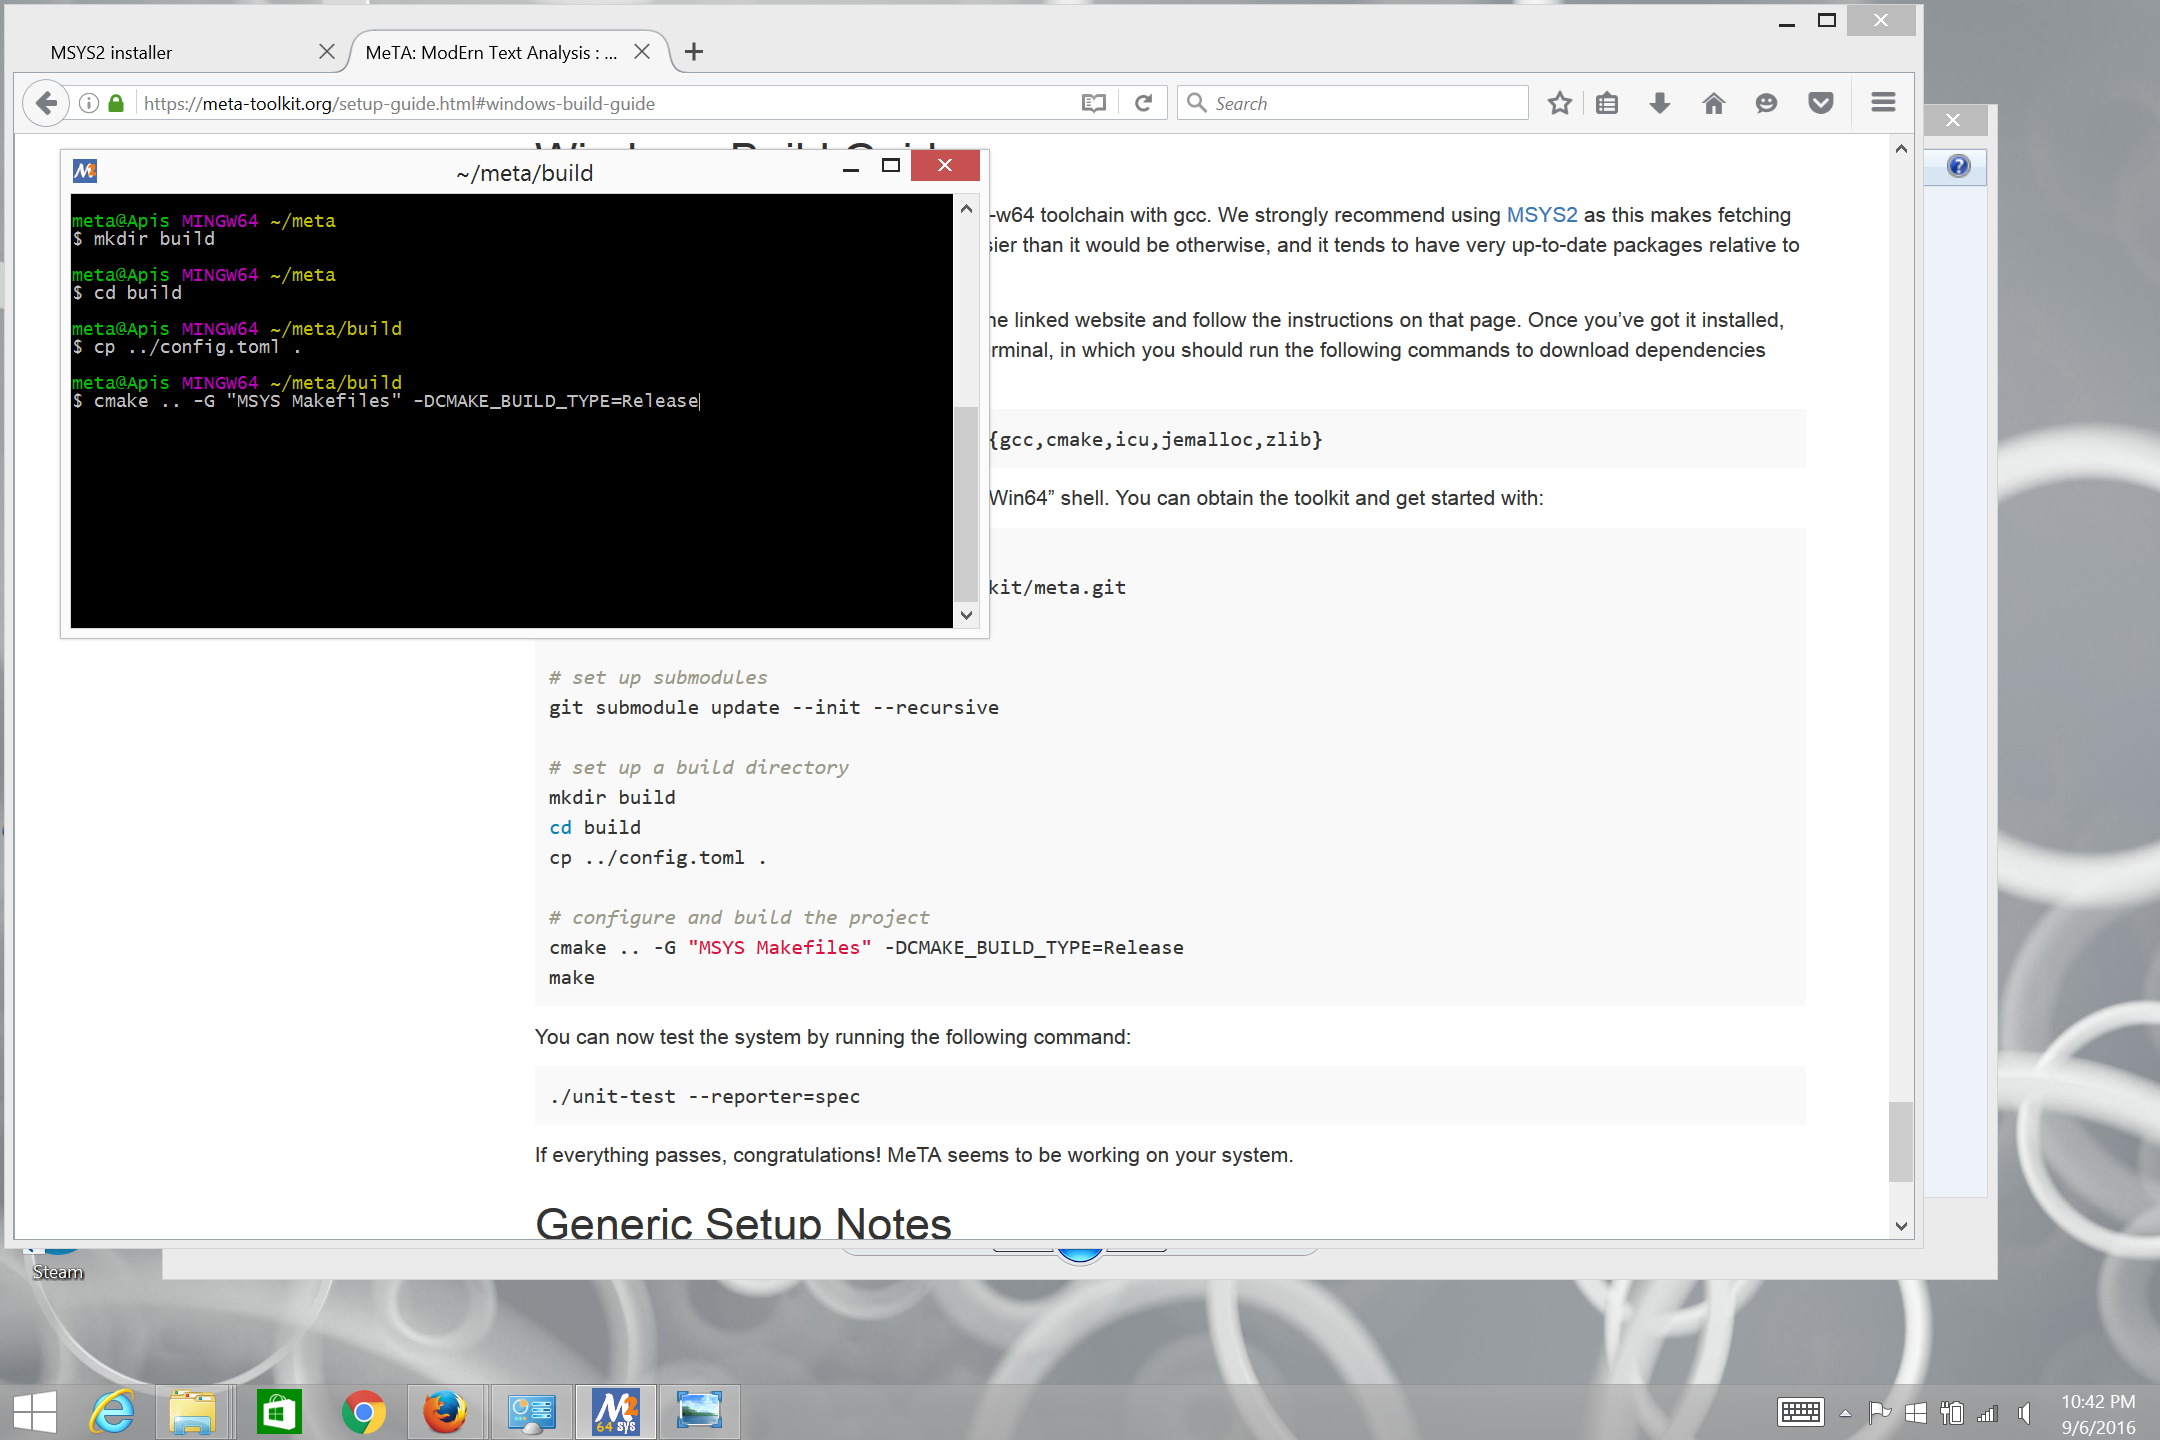 MSYS2 installer
MeTA: ModErn Text Analysis : ...
https://meta-toolkit.org/setup-guide.html#windows-build-guide
Search
~/meta/build
meta@Apis MINGW64 ~/meta
$ mkdir build
meta@Apis MINGW64 ~/meta
$ cd build
meta@Apis MINGW64 ~/meta/build
$ cp ../config.toml .
meta@Apis MINGW64 ~/meta/build
$ cmake .. -G "MSYS Makefiles" -DCMAKE_BUILD_TYPE=Release
-w64 toolchain with gcc. We strongly recommend using MSYS2 as this makes fetching
sier than it would be otherwise, and it tends to have very up-to-date packages relative to
ne linked website and follow the instructions on that page. Once you’ve got it installed,
rminal, in which you should run the following commands to download dependencies
{gcc,cmake,icu,jemalloc,zlib}
Win64” shell. You can obtain the toolkit and get started with:
kit/meta.git
# set up submodules
git submodule update --init --recursive
# set up a build directory
mkdir build
cd build
cp ../config.toml .
# configure and build the project
cmake .. -G "MSYS Makefiles" -DCMAKE_BUILD_TYPE=Release
make
You can now test the system by running the following command:
./unit-test --reporter=spec
If everything passes, congratulations! MeTA seems to be working on your system.
Generic Setup Notes
Steam
M2
64 sys
10:42 PM
9/6/2016